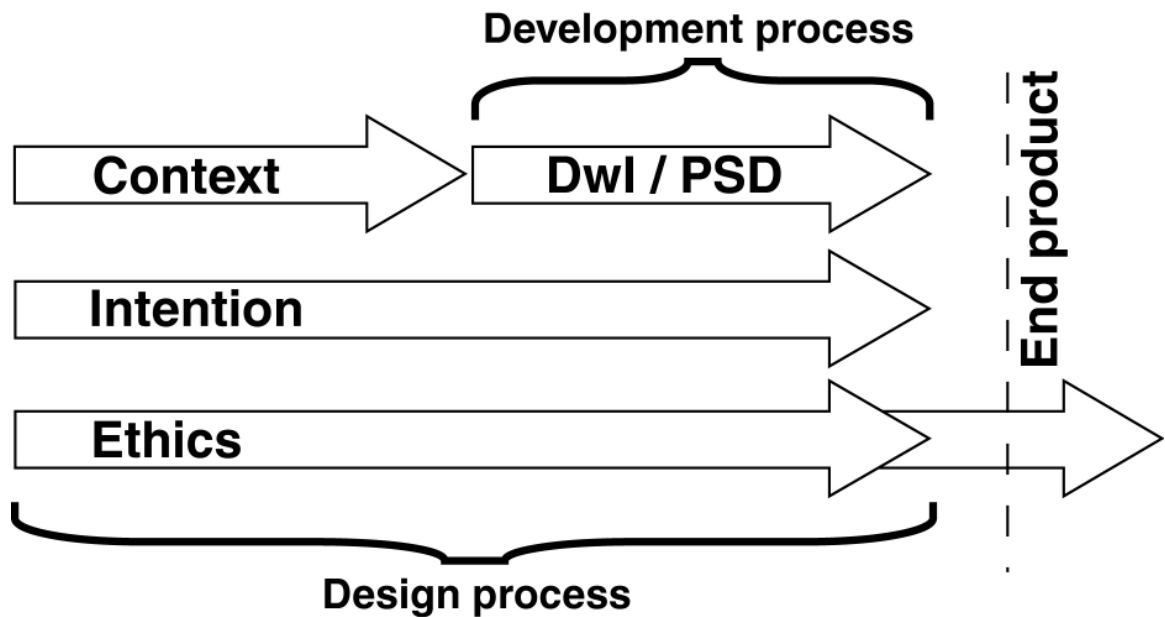 Development process
Context
DwI / PSD
End product
Intention
Ethics
Design process